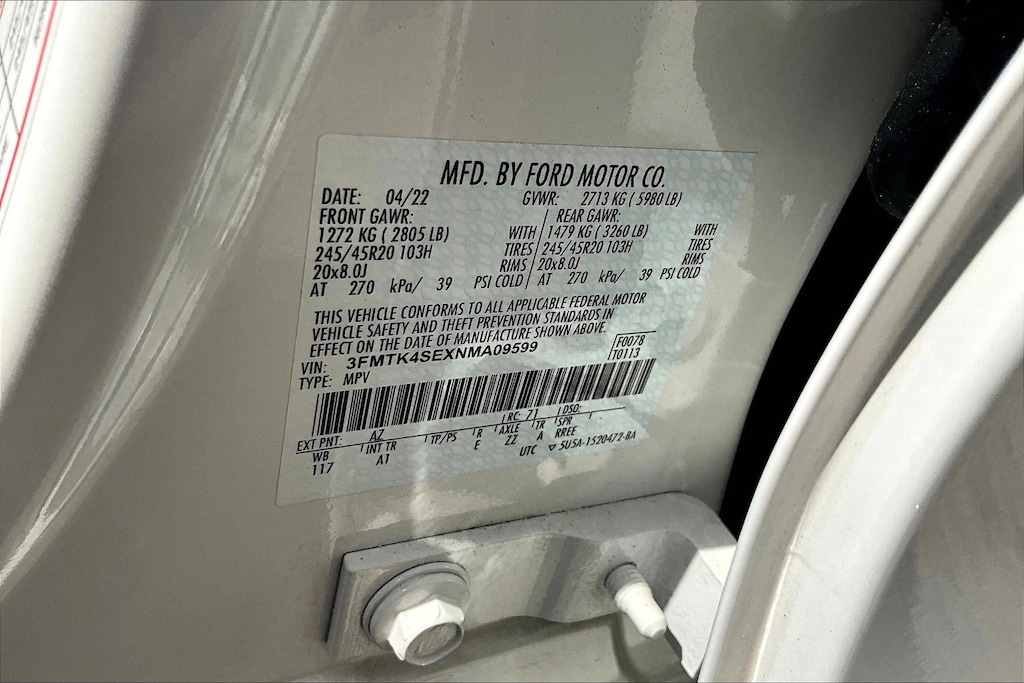 MFD. BY FORD MOTOR CO.
DATE: 04/22 GVWR: 2713 KG ( 5980 LB)
FRONT GAWR: REAR GAWR:
1272 KG ( 2805 LB) WITH 1479 KG ( 3260 LB) WITH
245/45R20 103H TIRES 245/45R20 103H TIRES
20x8.0J RIMS 20x8.0J RIMS
AT 270 kPa/ 39 PSI COLD AT 270 kPa/ 39 PSI COLD
THIS VEHICLE CONFORMS TO ALL APPLICABLE FEDERAL MOTOR
VEHICLE SAFETY AND THEFT PREVENTION STANDARDS IN
EFFECT ON THE DATE OF MANUFACTURE SHOWN ABOVE.
VIN: 3FMTK4SEXNMA09599 F0078
TYPE: MPV T0113
EXT PNT: AZ RC: 71 DSO:
WB INT TR TP/PS R AXLE TR SPR
117 A1 E ZZ A RREE
UTC ▽ 5U5A-1520472-BA